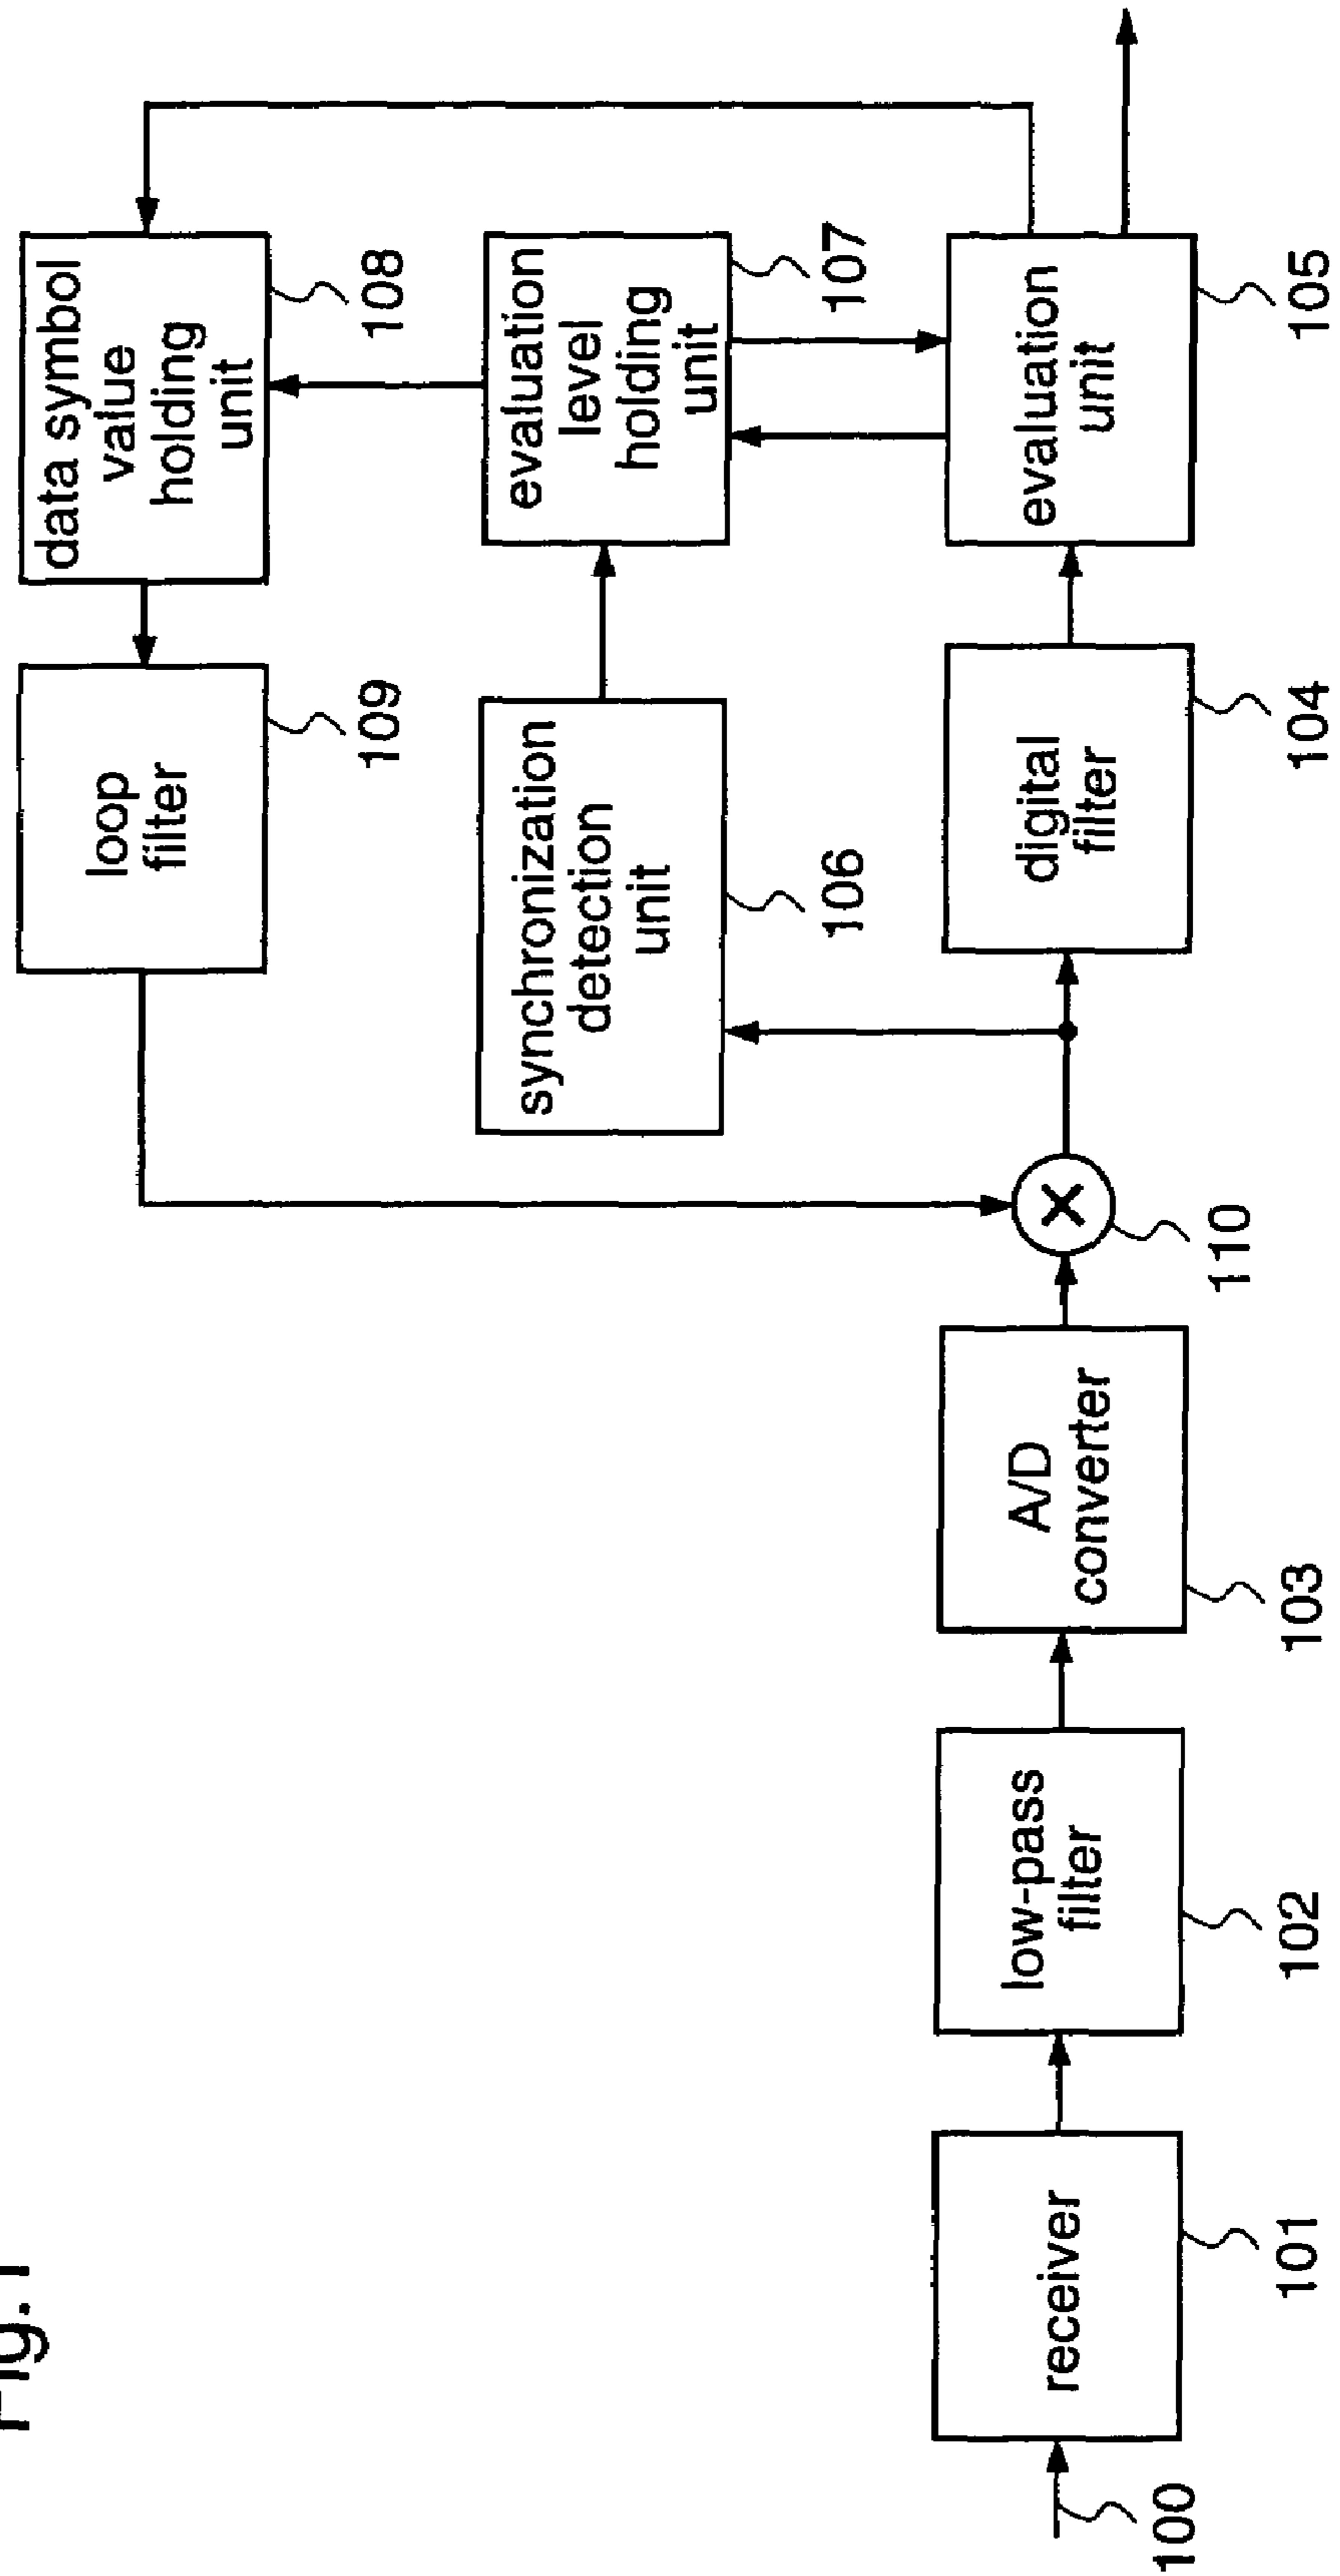 Fig. 1
data symbol
value
holding
unit
108
loop
filter
109
evaluation
level
holding
unit
107
synchronization
detection
unit
106
evaluation
unit
105
digital
filter
104
×
110
A/D
converter
103
low-pass
filter
102
receiver
101
100